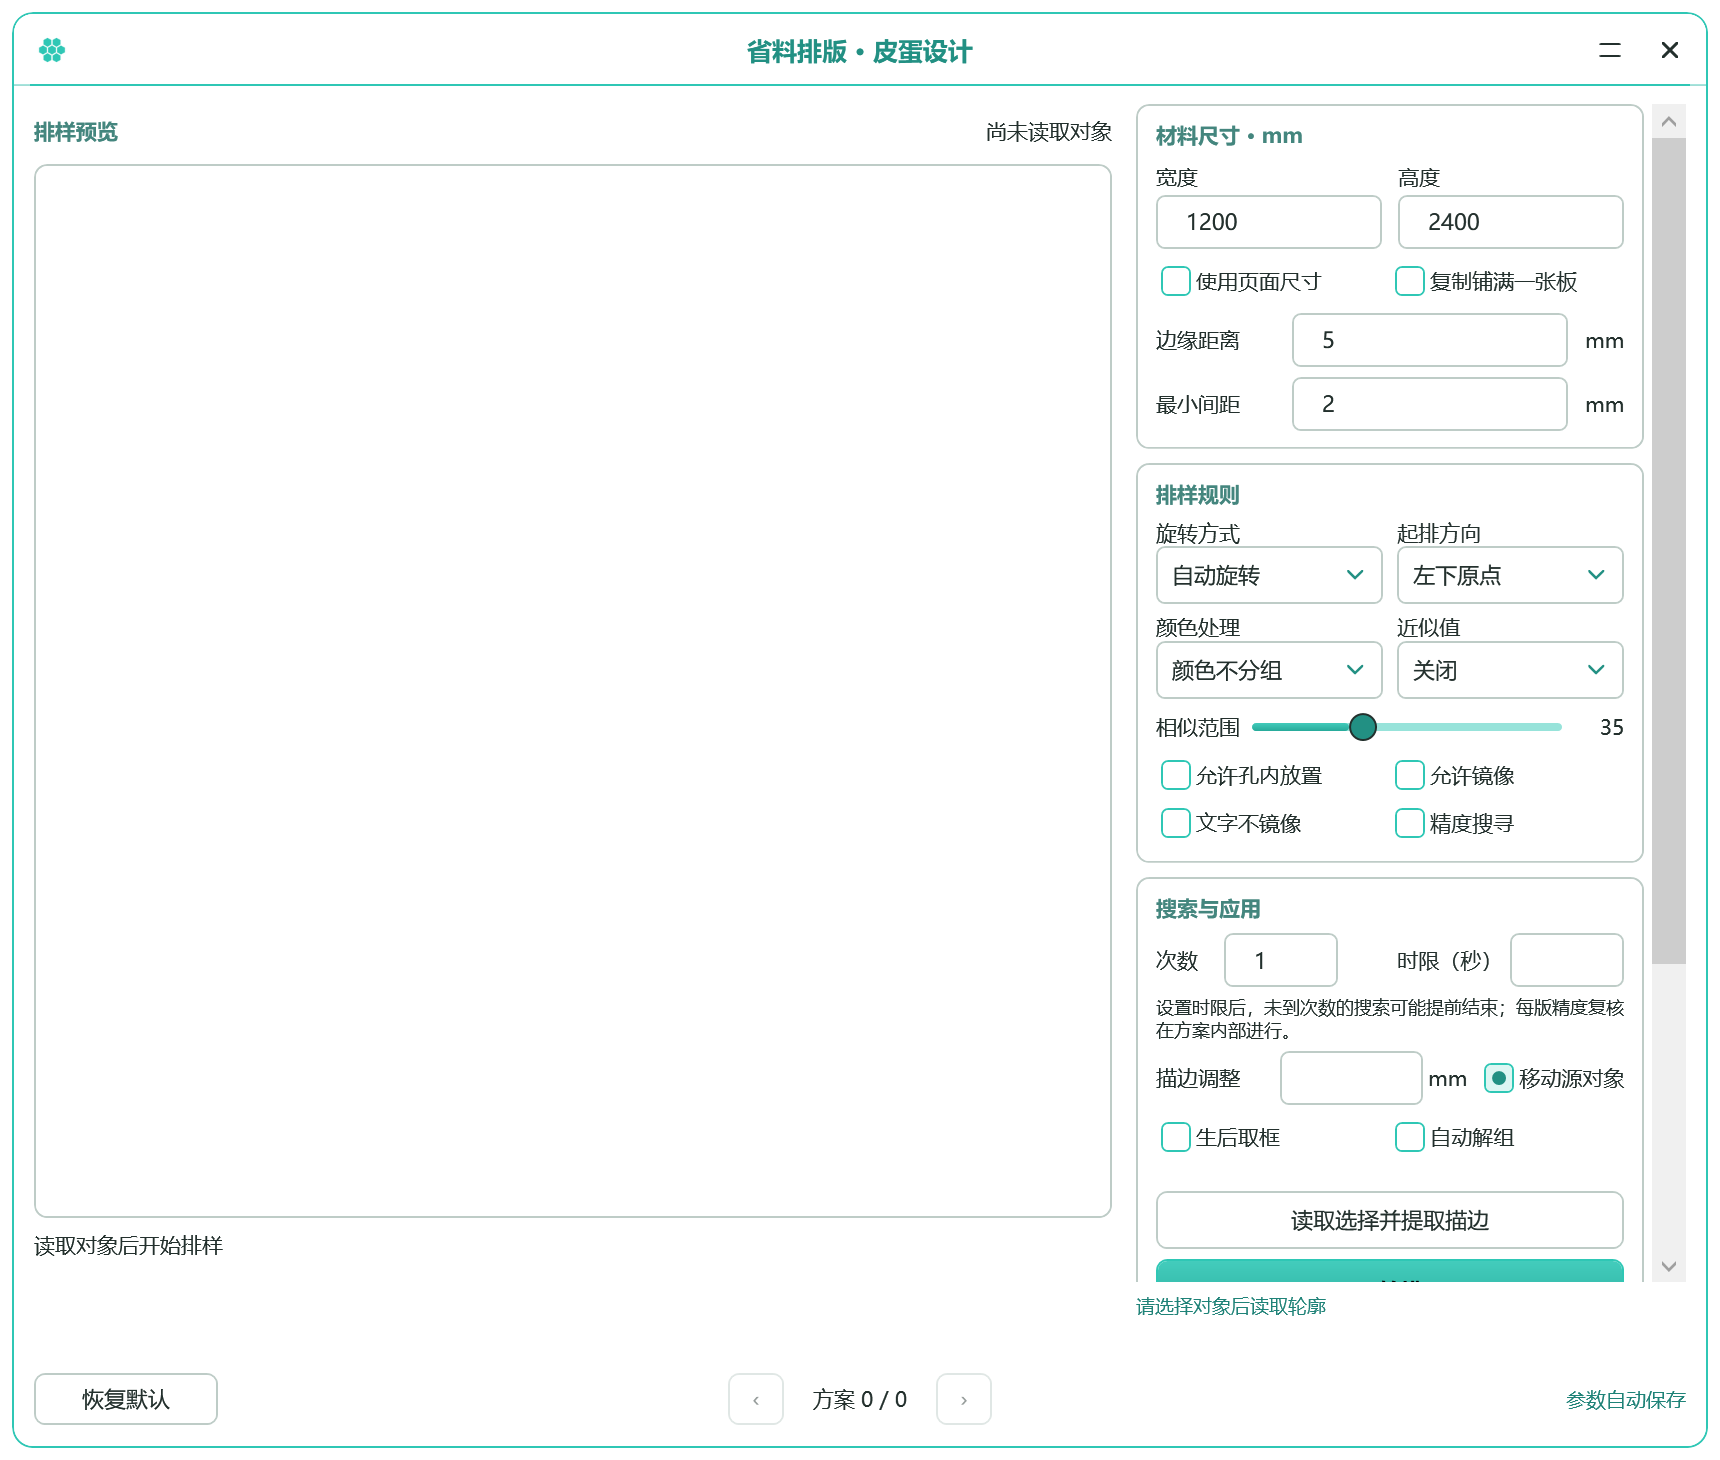 省料排版·皮蛋设计
排样预览
尚未读取对象
读取对象后开始排样
材料尺寸·mm
宽度 高度
1200 2400
使用页面尺寸 复制铺满一张板
边缘距离 5 mm
最小间距 2 mm
排样规则
旋转方式 起排方向
自动旋转 左下原点
颜色处理 近似值
颜色不分组 关闭
相似范围 35
允许孔内放置 允许镜像
文字不镜像 精度搜寻
搜索与应用
次数 1 时限（秒）
设置时限后，未到次数的搜索可能提前结束；每版精度复核
在方案内部进行。
描边调整 mm 移动源对象
生后取框 自动解组
读取选择并提取描边
请选择对象后读取轮廓
恢复默认
‹ 方案 0 / 0 ›
参数自动保存